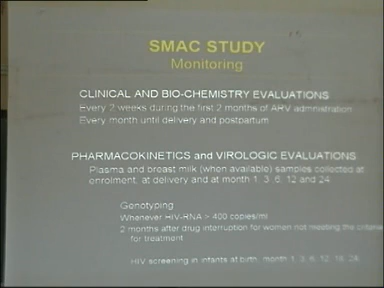 SMAC STUDY
Monitoring
CLINICAL AND BIO-CHEMISTRY EVALUATIONS
Every 2 weeks during the first 2 months of ARV
Every month until delivery and postpartum
PHARMACOKINETICS and VIROLOGIC EVALUATIONS
Plasma and breast milk (when available) samples collected at
enrolment, at delivery and at month 1, 3, 6, 12 and 24
Genotyping
Whenever HIV-RNA > 400 copies/ml
2 months after drug interruption for women not meeting the criteria
for treatment
HIV screening in infants at birth, month 1, 3, 6, 12, 18, 24